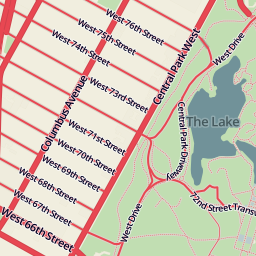 West 76th Street
West 75th Street
West 74th Street
West 73rd Street
Central Park West
West Drive
Columbus Avenue
The Lake
Central Park Driveway
West 71st Street
West 70th Street
West 69th Street
West 68th Street
West 67th Street
West 66th Street
West Drive
72nd Street Transv